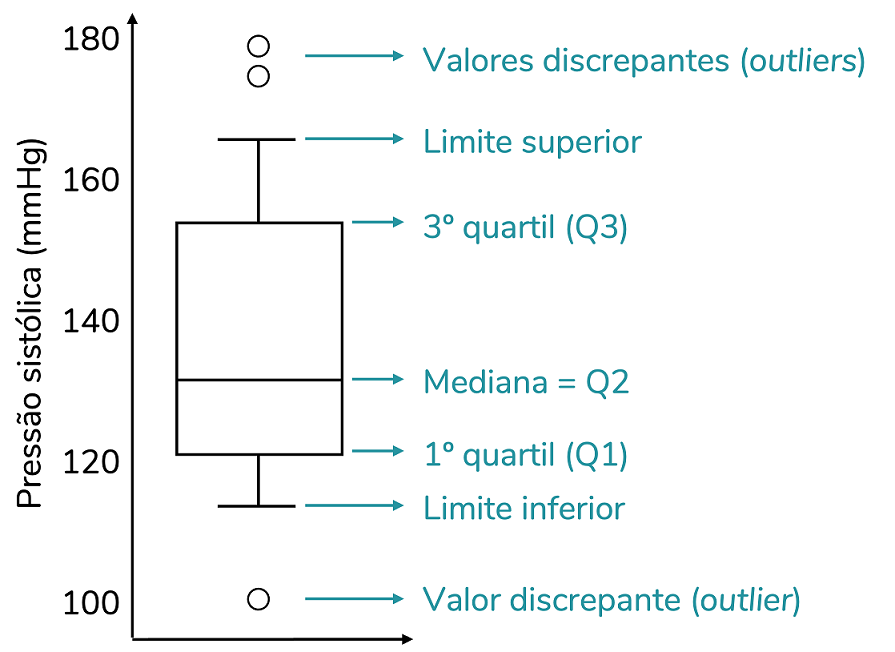 180
160
140
120
100
Pressão sistólica (mmHg)
Valores discrepantes (outliers)
Limite superior
3º quartil (Q3)
Mediana = Q2
1º quartil (Q1)
Limite inferior
Valor discrepante (outlier)